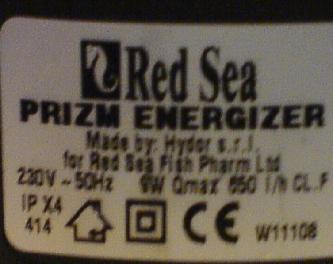 Red Sea
PRIZM ENERGIZER
Made by: Hydor s.r.l.
for Red Sea Fish Pharm Ltd
230V ~ 50Hz 6W Qmax 650 l/h CL.F
IP X4
414
CE W11108